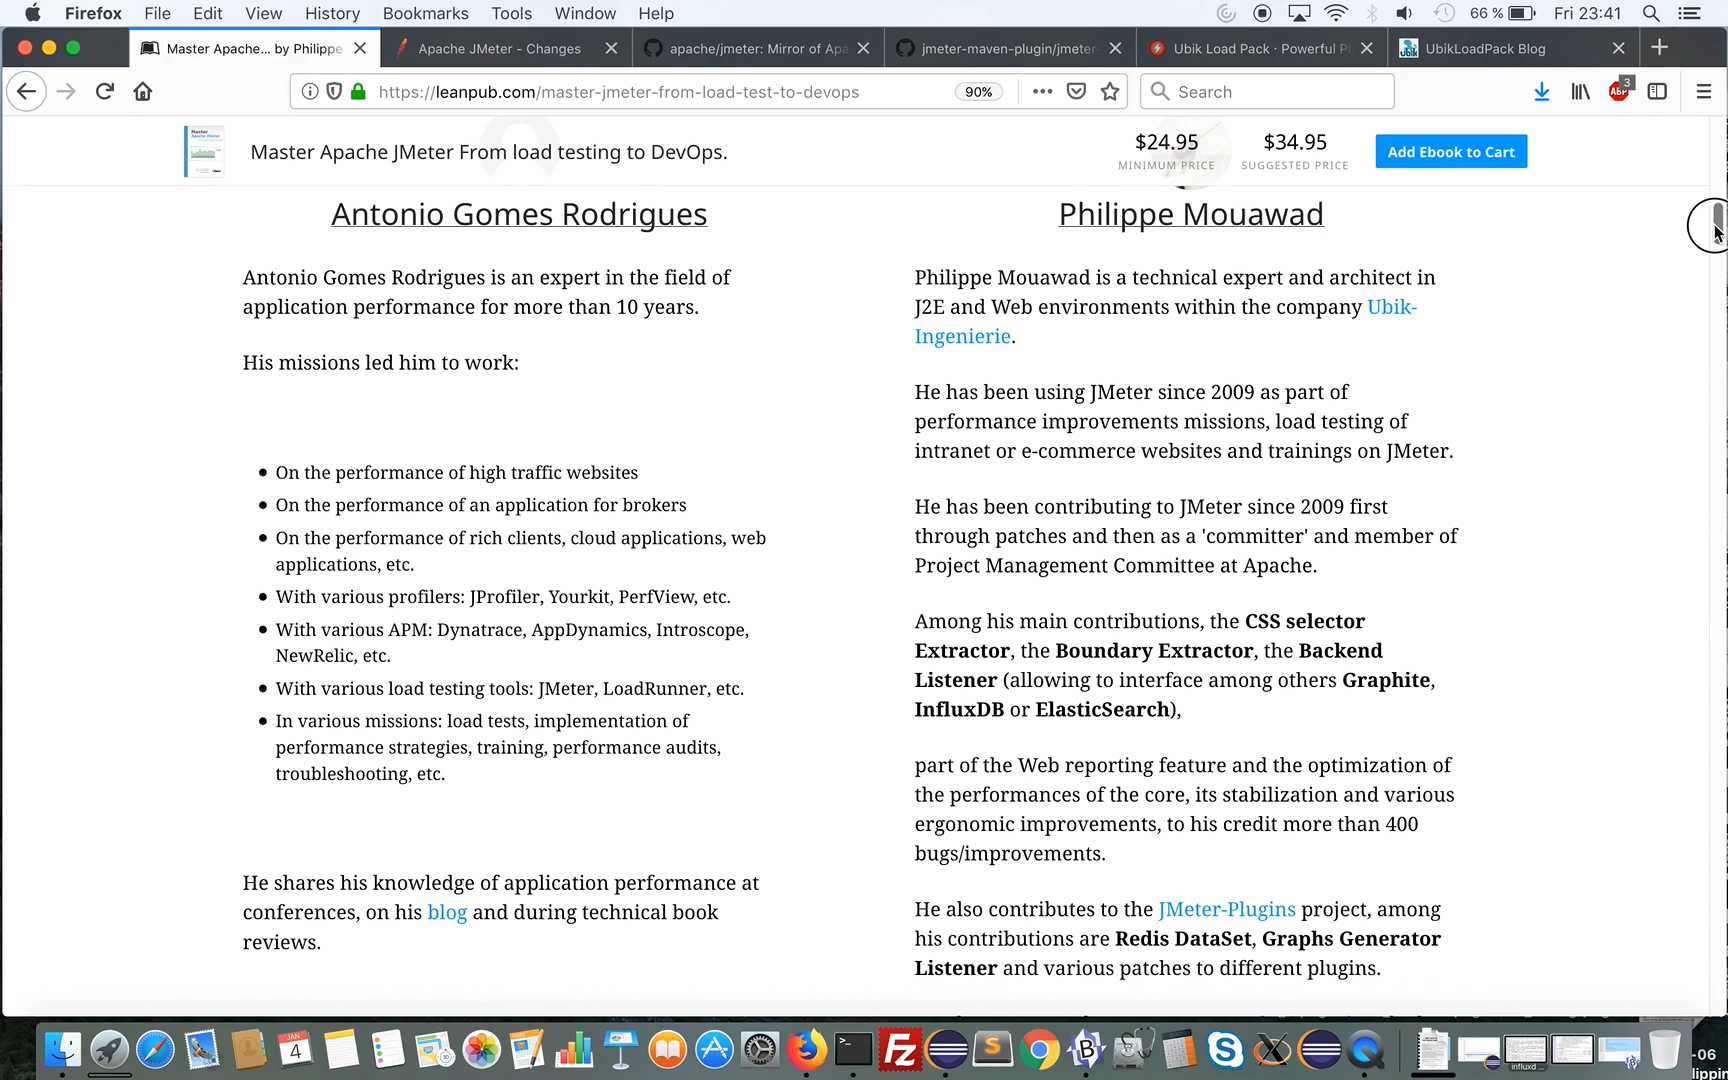 Firefox File Edit View History Bookmarks Tools Window Help 66 % Fri 23:41
Master Apache... by Philippe
Apache JMeter - Changes
apache/jmeter: Mirror of Apa
jmeter-maven-plugin/jmeter-
Ubik Load Pack · Powerful Pl
UbikLoadPack Blog
https://leanpub.com/master-jmeter-from-load-test-to-devops 90% Search ABP 3
Master Apache JMeter From load testing to DevOps.
$24.95 $34.95
MINIMUM PRICE SUGGESTED PRICE
Add Ebook to Cart
Antonio Gomes Rodrigues
Antonio Gomes Rodrigues is an expert in the field of
application performance for more than 10 years.
His missions led him to work:
On the performance of high traffic websites
On the performance of an application for brokers
On the performance of rich clients, cloud applications, web
applications, etc.
With various profilers: JProfiler, Yourkit, PerfView, etc.
With various APM: Dynatrace, AppDynamics, Introscope,
NewRelic, etc.
With various load testing tools: JMeter, LoadRunner, etc.
In various missions: load tests, implementation of
performance strategies, training, performance audits,
troubleshooting, etc.
He shares his knowledge of application performance at
conferences, on his blog and during technical book
reviews.
Philippe Mouawad
Philippe Mouawad is a technical expert and architect in
J2E and Web environments within the company Ubik-
Ingenierie.
He has been using JMeter since 2009 as part of
performance improvements missions, load testing of
intranet or e-commerce websites and trainings on JMeter.
He has been contributing to JMeter since 2009 first
through patches and then as a 'committer' and member of
Project Management Committee at Apache.
Among his main contributions, the CSS selector
Extractor, the Boundary Extractor, the Backend
Listener (allowing to interface among others Graphite,
InfluxDB or ElasticSearch),
part of the Web reporting feature and the optimization of
the performances of the core, its stabilization and various
ergonomic improvements, to his credit more than 400
bugs/improvements.
He also contributes to the JMeter-Plugins project, among
his contributions are Redis DataSet, Graphs Generator
Listener and various patches to different plugins.
JAN
4
-06
lippin